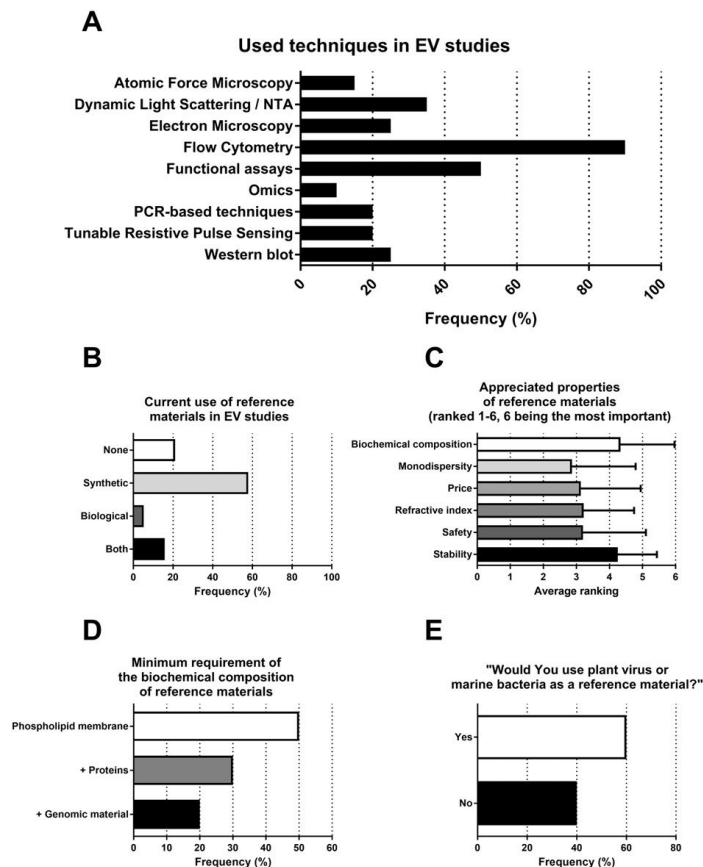 A
Used techniques in EV studies
Atomic Force Microscopy
Dynamic Light Scattering / NTA
Electron Microscopy
Flow Cytometry
Functional assays
Omics
PCR-based techniques
Tunable Resistive Pulse Sensing
Western blot
0 20 40 60 80 100
Frequency (%)
B
Current use of reference
materials in EV studies
None
Synthetic
Biological
Both
0 20 40 60 80 100
Frequency (%)
C
Appreciated properties
of reference materials
(ranked 1-6, 6 being the most important)
Biochemical composition
Monodispersity
Price
Refractive index
Safety
Stability
0 1 2 3 4 5 6
Average ranking
D
Minimum requirement of
the biochemical composition
of reference materials
Phospholipid membrane
+ Proteins
+ Genomic material
0 10 20 30 40 50 60
Frequency (%)
E
"Would You use plant virus or
marine bacteria as a reference material?"
Yes
No
0 20 40 60 80
Frequency (%)